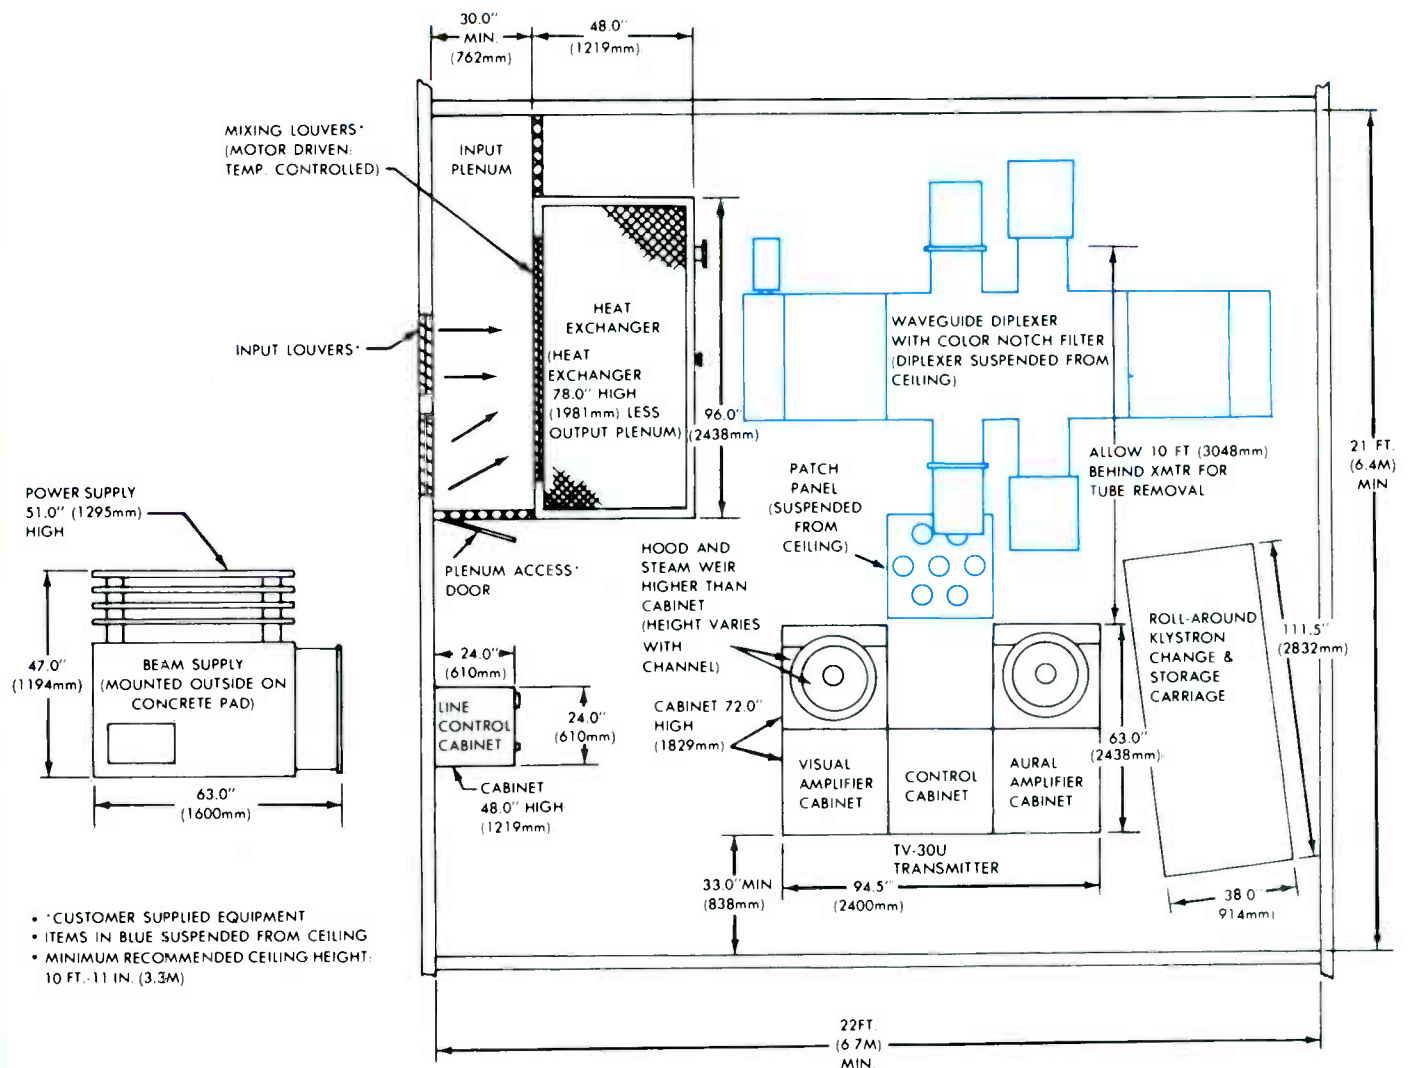 30.0"
MIN.
(762mm)
48.0"
(1219mm)
MIXING LOUVERS*
(MOTOR DRIVEN:
TEMP. CONTROLLED)
INPUT
PLENUM
INPUT LOUVERS*
HEAT
EXCHANGER
(HEAT
EXCHANGER
78.0" HIGH
(1981mm) LESS
OUTPUT PLENUM)
96.0"
(2438mm)
WAVEGUIDE DIPLEXER
WITH COLOR NOTCH FILTER
(DIPLEXER SUSPENDED FROM
CEILING)
ALLOW 10 FT (3048mm)
BEHIND XMTR FOR
TUBE REMOVAL
21 FT.
(6.4M)
MIN
PATCH
PANEL
(SUSPENDED
FROM
CEILING)
POWER SUPPLY
51.0" (1295mm)
HIGH
PLENUM ACCESS*
DOOR
HOOD AND
STEAM WEIR
HIGHER THAN
CABINET
(HEIGHT VARIES
WITH
CHANNEL)
ROLL-AROUND
KLYSTRON
CHANGE &
STORAGE
CARRIAGE
111.5"
(2832mm)
47.0"
(1194mm)
BEAM SUPPLY
(MOUNTED OUTSIDE ON
CONCRETE PAD)
24.0"
(610mm)
LINE
CONTROL
CABINET
24.0"
(610mm)
CABINET 72.0"
HIGH
(1829mm)
63.0"
(2438mm)
VISUAL
AMPLIFIER
CABINET
CONTROL
CABINET
AURAL
AMPLIFIER
CABINET
63.0"
(1600mm)
CABINET
48.0" HIGH
(1219mm)
TV-30U
TRANSMITTER
33.0"MIN
(838mm)
94.5"
(2400mm)
38.0"
914mm)
• *CUSTOMER SUPPLIED EQUIPMENT
• ITEMS IN BLUE SUSPENDED FROM CEILING
• MINIMUM RECOMMENDED CEILING HEIGHT:
10 FT.-11 IN. (3.3M)
22FT.
(6.7M)
MIN.